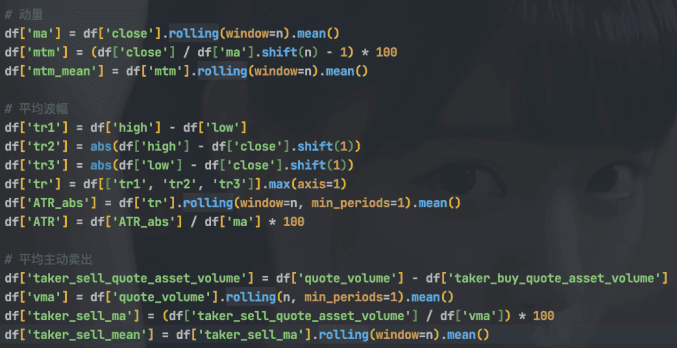 # 动量
df['ma'] = df['close'].rolling(window=n).mean()
df['mtm'] = (df['close'] / df['ma'].shift(n) - 1) * 100
df['mtm_mean'] = df['mtm'].rolling(window=n).mean()
# 平均波幅
df['tr1'] = df['high'] - df['low']
df['tr2'] = abs(df['high'] - df['close'].shift(1))
df['tr3'] = abs(df['low'] - df['close'].shift(1))
df['tr'] = df[['tr1', 'tr2', 'tr3']].max(axis=1)
df['ATR_abs'] = df['tr'].rolling(window=n, min_periods=1).mean()
df['ATR'] = df['ATR_abs'] / df['ma'] * 100
# 平均主动卖出
df['taker_sell_quote_asset_volume'] = df['quote_volume'] - df['taker_buy_quote_asset_volume']
df['vma'] = df['quote_volume'].rolling(n, min_periods=1).mean()
df['taker_sell_ma'] = (df['taker_sell_quote_asset_volume'] / df['vma']) * 100
df['taker_sell_mean'] = df['taker_sell_ma'].rolling(window=n).mean()